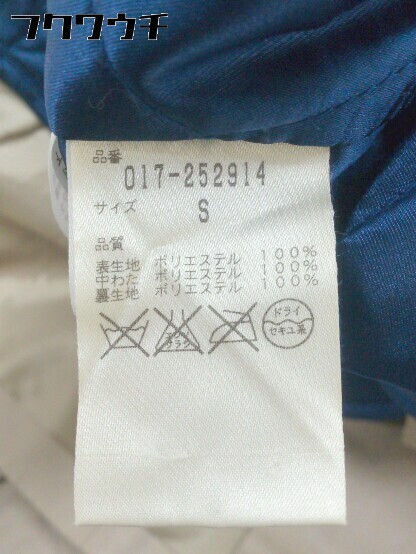 フクワウチ
品番
017-252914
サイズ
S
品質
表生地 ポリエステル 100%
中わた ポリエステル 100%
裏生地 ポリエステル 100%
ドライ
セキユ系